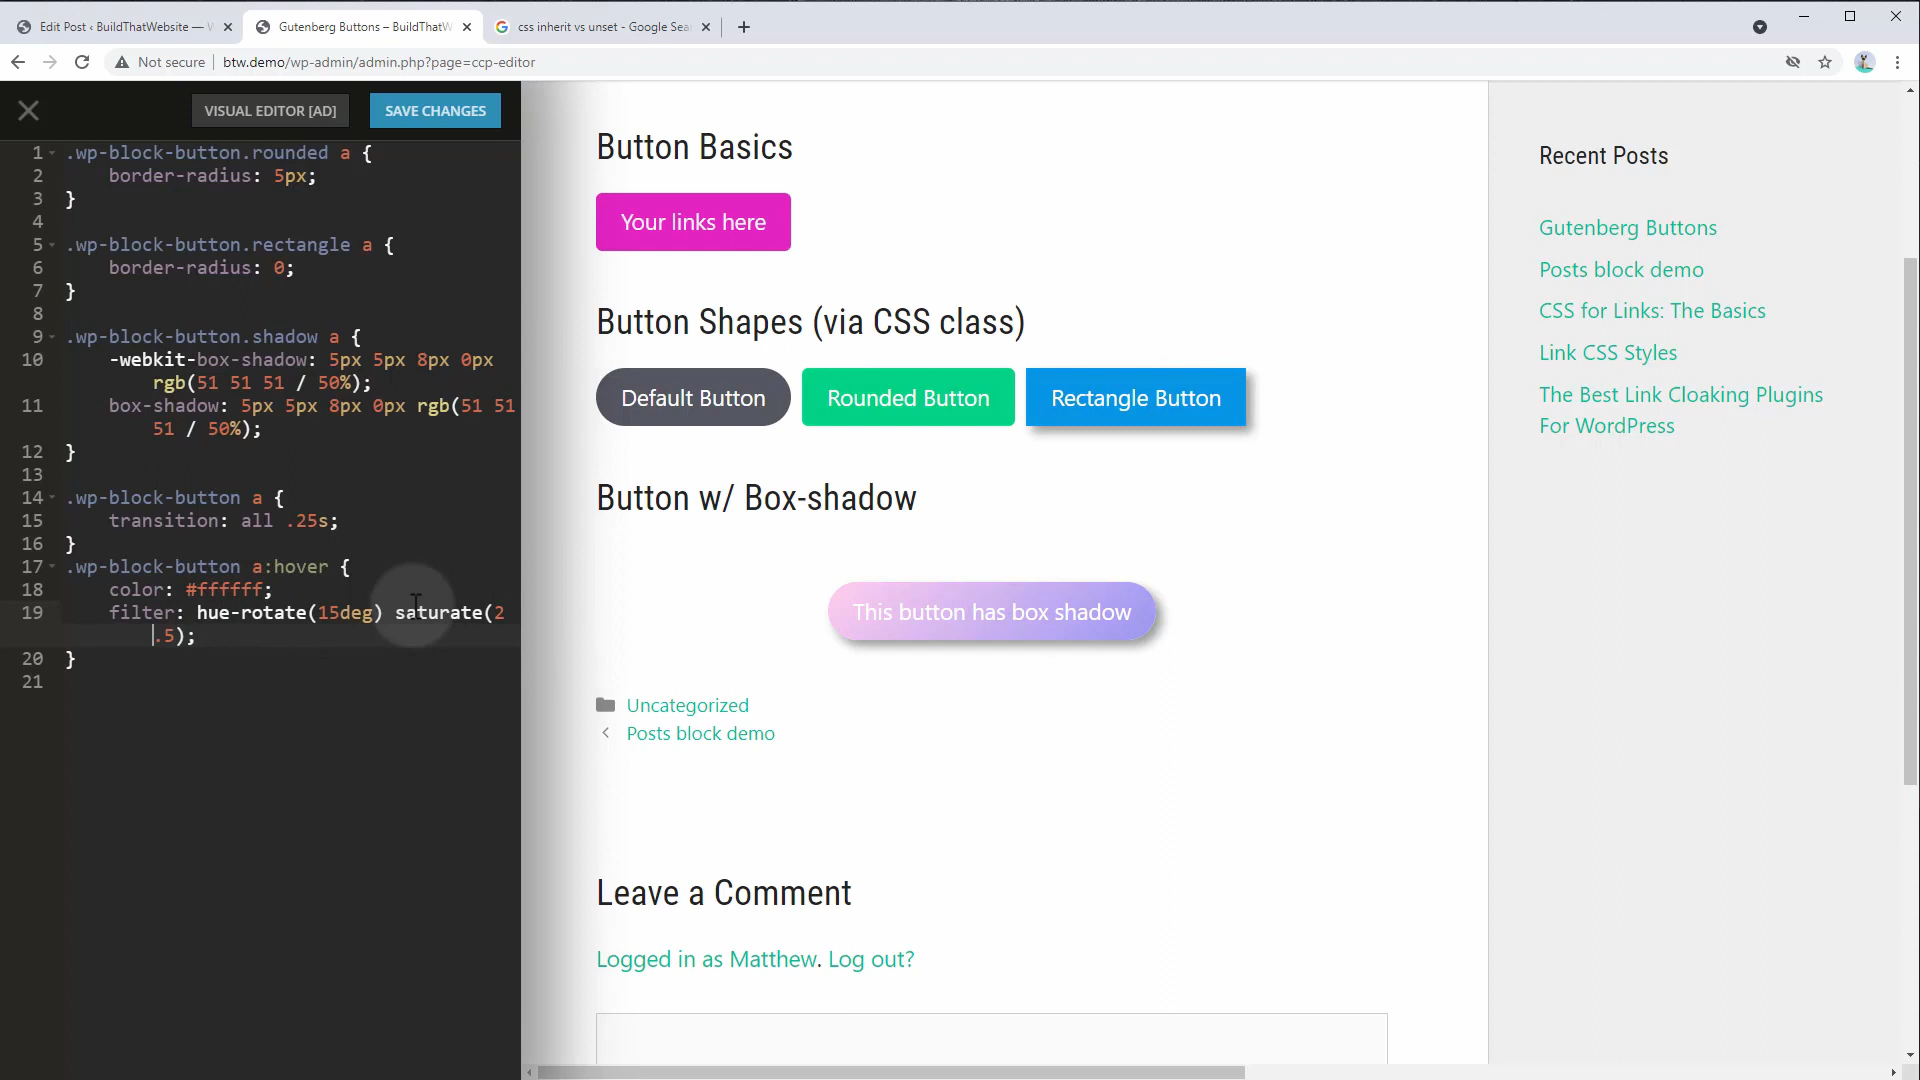 Edit Post ‹ BuildThatWebsite —
Gutenberg Buttons – BuildThatW
css inherit vs unset - Google Sea
Not secure
btw.demo/wp-admin/admin.php?page=ccp-editor
VISUAL EDITOR [AD]
SAVE CHANGES
1 .wp-block-button.rounded a {
2 border-radius: 5px;
3 }
4
5 .wp-block-button.rectangle a {
6 border-radius: 0;
7 }
8
9 .wp-block-button.shadow a {
10 -webkit-box-shadow: 5px 5px 8px 0px
rgb(51 51 51 / 50%);
11 box-shadow: 5px 5px 8px 0px rgb(51 51
51 / 50%);
12 }
13
14 .wp-block-button a {
15 transition: all .25s;
16 }
17 .wp-block-button a:hover {
18 color: #ffffff;
19 filter: hue-rotate(15deg) saturate(2
.5);
20 }
21
Button Basics
Your links here
Button Shapes (via CSS class)
Default Button
Rounded Button
Rectangle Button
Button w/ Box-shadow
This button has box shadow
Uncategorized
Posts block demo
Leave a Comment
Logged in as Matthew. Log out?
Recent Posts
Gutenberg Buttons
Posts block demo
CSS for Links: The Basics
Link CSS Styles
The Best Link Cloaking Plugins
For WordPress